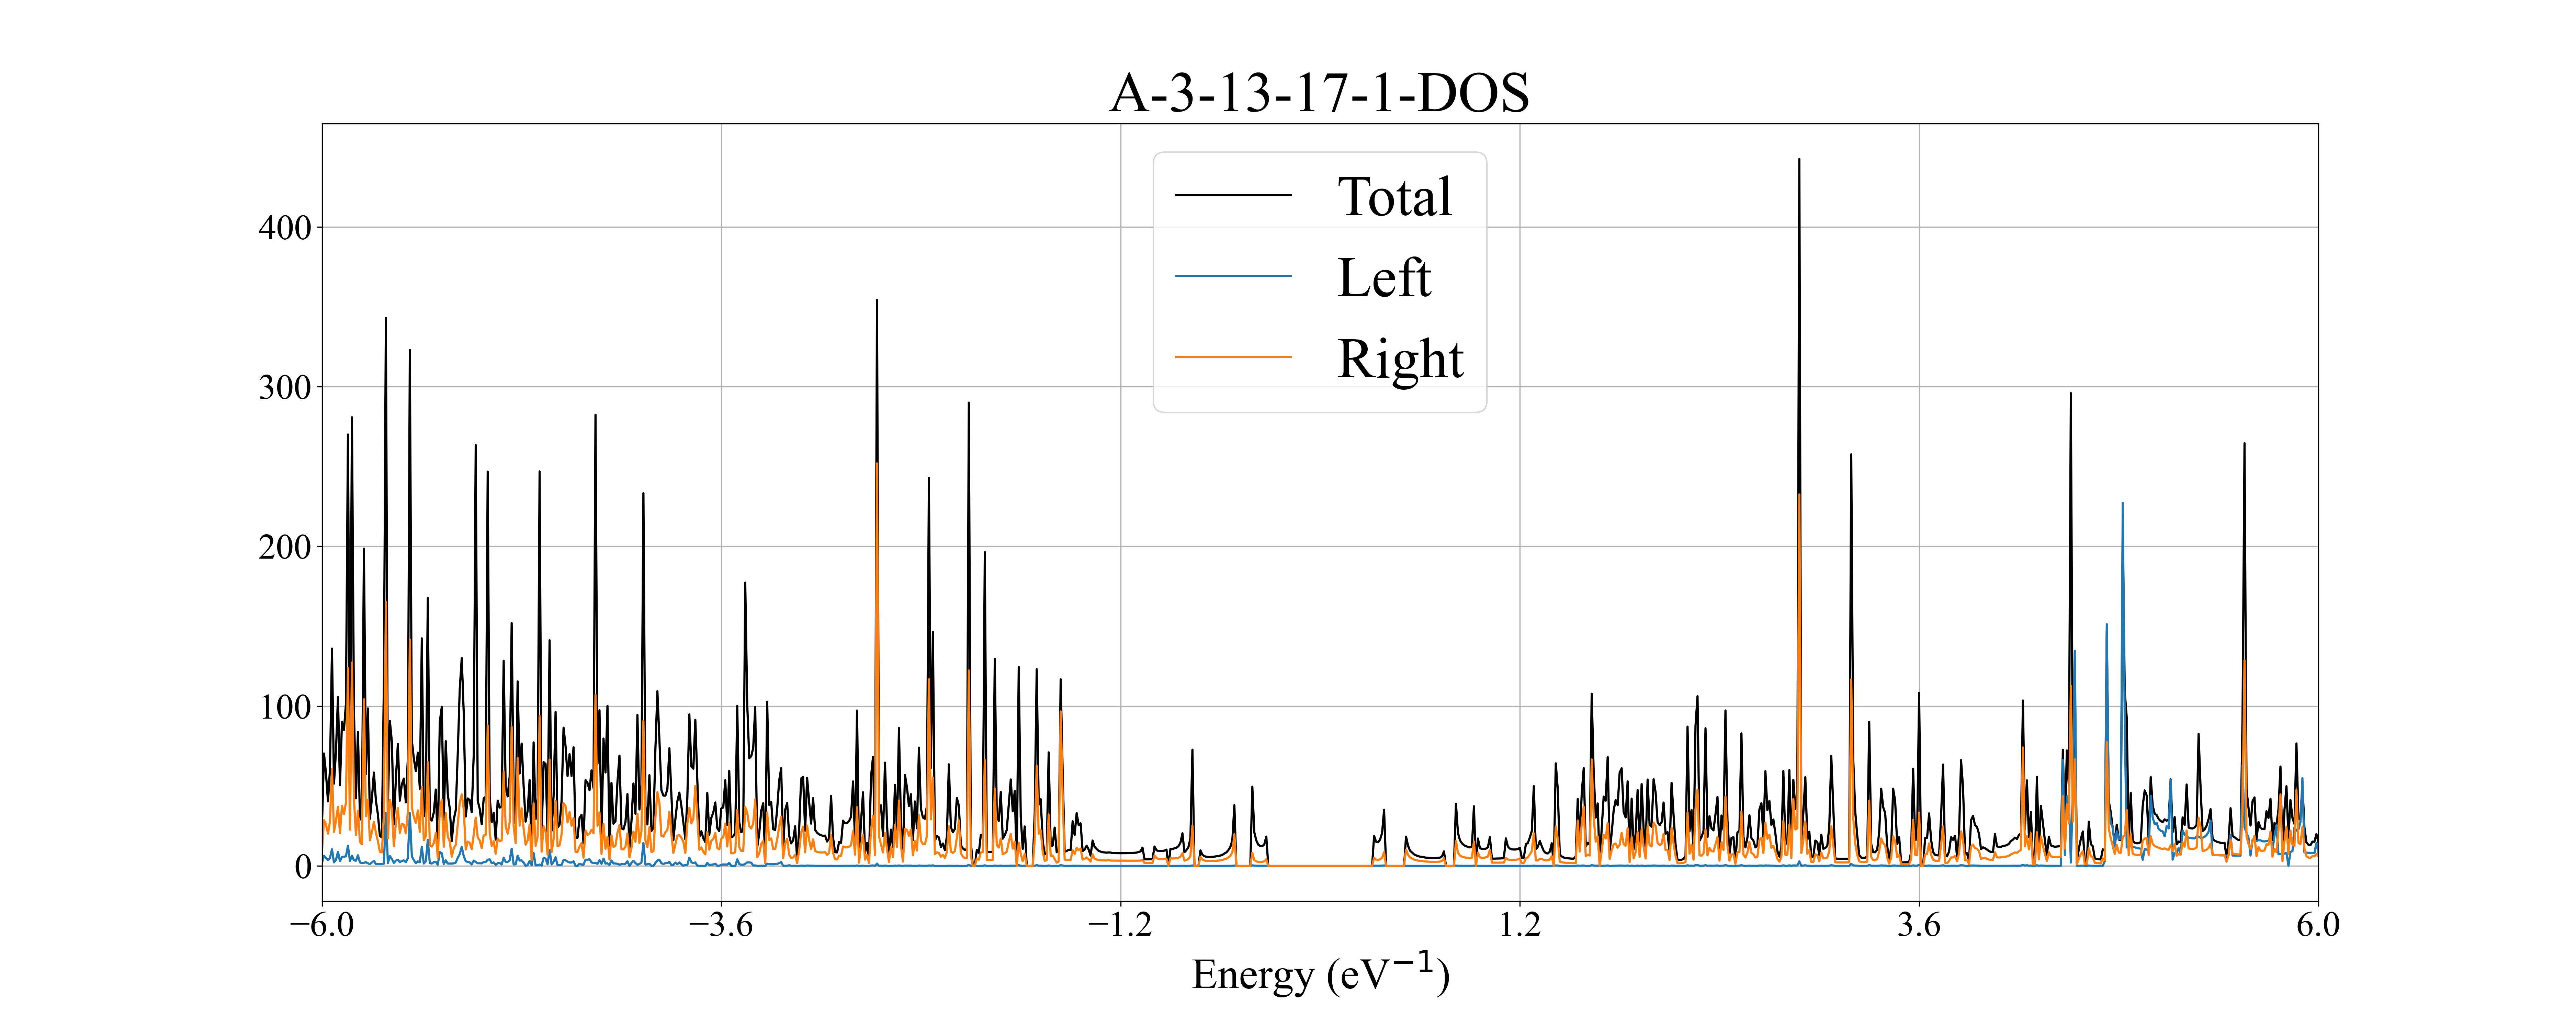 A-3-13-17-1-DOS
Total
Left
Right
400
300
200
100
0
−6.0 −3.6 −1.2 1.2 3.6 6.0
Energy (eV⁻¹)